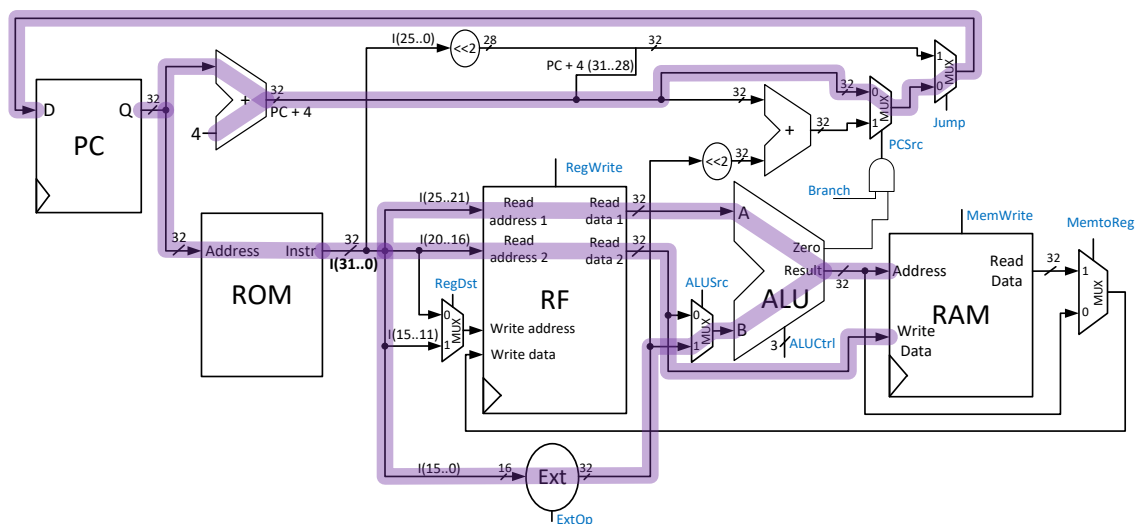 I(25..0)
<<2
28
32
1
MUX
0
Jump
PC + 4 (31..28)
D
Q
32
PC
+
4
32
PC + 4
32
0
MUX
1
PCSrc
32
+
32
<<2
32
Branch
RegWrite
I(25..21)
Read
address 1
Read
data 1
32
A
I(20..16)
Read
address 2
Read
data 2
32
32
Address
Instr
32
I(31..0)
ROM
RegDst
0
MUX
1
I(15..11)
RF
Write address
Write data
ALUSrc
0
MUX
1
B
ALU
Zero
Result
32
3
ALUCtrl
MemWrite
Address
Read
Data
32
RAM
Write
Data
MemtoReg
1
MUX
0
I(15..0)
16
Ext
32
ExtOp